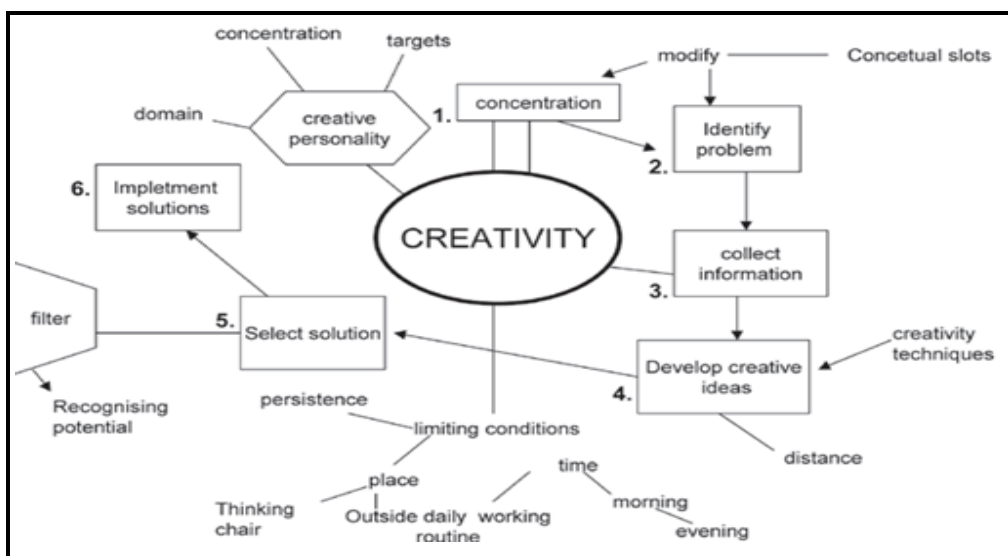 concentration
targets
domain
creative
personality
1.
concentration
modify
Concetual slots
Identify
problem
2.
6.
Impletment
solutions
CREATIVITY
collect
information
3.
filter
5.
Select solution
creativity
techniques
Develop creative
ideas
4.
Recognising
potential
persistence
limiting conditions
distance
time
place
morning
Thinking
chair
Outside daily working
routine
evening